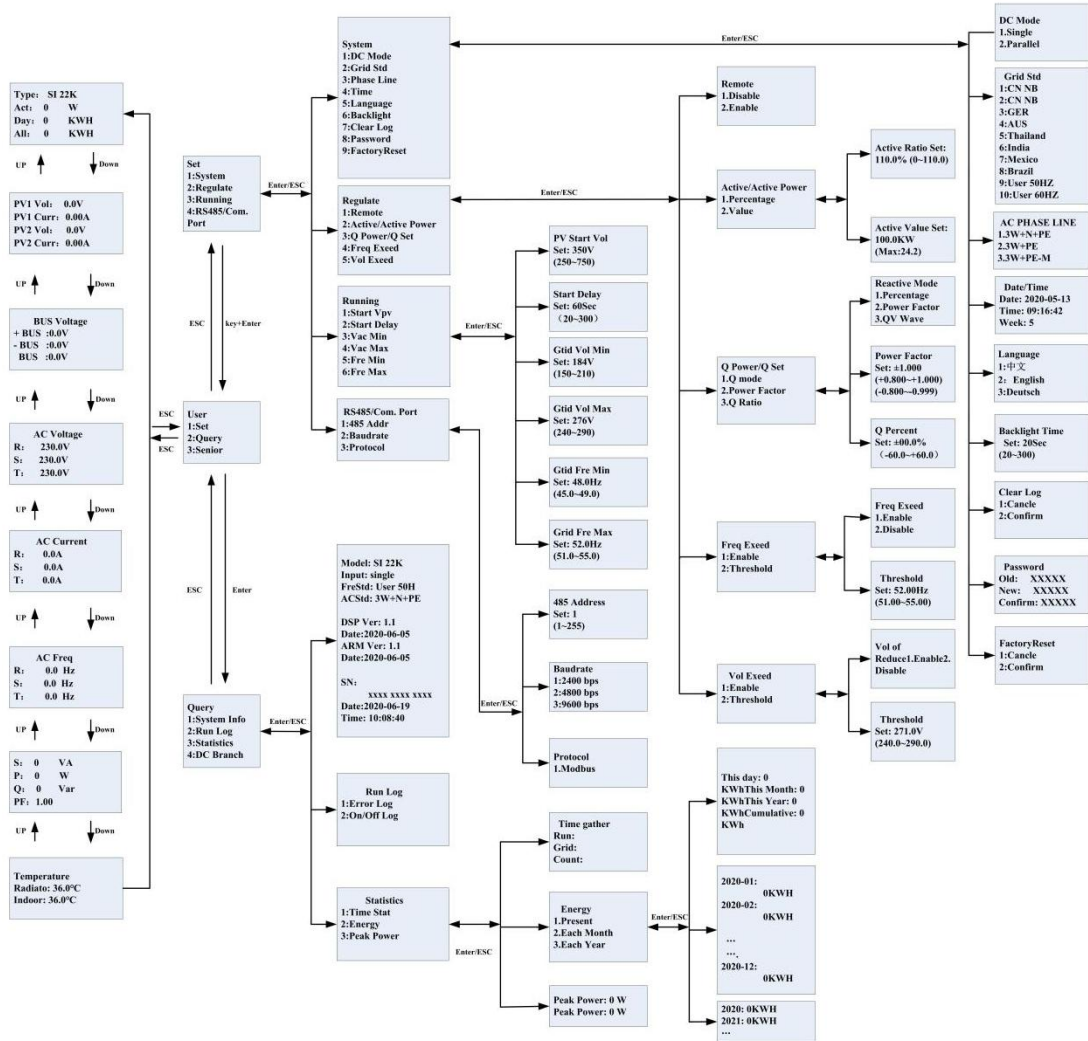 Type: SI 22K
Act: 0 W
Day: 0 KWH
All: 0 KWH
UP
Down
PV1 Vol: 0.0V
PV1 Curr: 0.00A
PV2 Vol: 0.0V
PV2 Curr: 0.00A
UP
Down
BUS Voltage
+ BUS :0.0V
- BUS :0.0V
BUS :0.0V
UP
Down
AC Voltage
R: 230.0V
S: 230.0V
T: 230.0V
UP
Down
AC Current
R: 0.0A
S: 0.0A
T: 0.0A
UP
Down
AC Freq
R: 0.0 Hz
S: 0.0 Hz
T: 0.0 Hz
UP
Down
S: 0 VA
P: 0 W
Q: 0 Var
PF: 1.00
UP
Down
Temperature
Radiato: 36.0℃
Indoor: 36.0℃
ESC
ESC
Set
1:System
2:Regulate
3:Running
4:RS485/Com.
Port
ESC
key+Enter
User
1:Set
2:Query
3:Senior
ESC
Enter
Query
1:System Info
2:Run Log
3:Statistics
4:DC Branch
Enter/ESC
Enter/ESC
System
1:DC Mode
2:Grid Std
3:Phase Line
4:Time
5:Language
6:Backlight
7:Clear Log
8:Password
9:FactoryReset
Enter/ESC
Regulate
1:Remote
2:Active/Active Power
3:Q Power/Q Set
4:Freq Exeed
5:Vol Exeed
Enter/ESC
Running
1:Start Vpv
2:Start Delay
3:Vac Min
4:Vac Max
5:Fre Min
6:Fre Max
Enter/ESC
RS485/Com. Port
1:485 Addr
2:Baudrate
3:Protocol
Enter/ESC
Model: SI 22K
Input: single
FreStd: User 50H
ACStd: 3W+N+PE
DSP Ver: 1.1
Date:2020-06-05
ARM Ver: 1.1
Date:2020-06-05
SN:
xxxx xxxx xxxx
Date:2020-06-19
Time: 10:08:40
Run Log
1:Error Log
2:On/Off Log
Statistics
1:Time Stat
2:Energy
3:Peak Power
Enter/ESC
PV Start Vol
Set: 350V
(250~750)
Start Delay
Set: 60Sec
（20~300）
Gtid Vol Min
Set: 184V
(150~210)
Gtid Vol Max
Set: 276V
(240~290)
Gtid Fre Min
Set: 48.0Hz
(45.0~49.0)
Grid Fre Max
Set: 52.0Hz
(51.0~55.0)
485 Address
Set: 1
(1~255)
Baudrate
1:2400 bps
2:4800 bps
3:9600 bps
Protocol
1.Modbus
Time gather
Run:
Grid:
Count:
Energy
1.Present
2.Each Month
3.Each Year
Enter/ESC
Peak Power: 0 W
Peak Power: 0 W
Remote
1.Disable
2.Enable
Active/Active Power
1.Percentage
2.Value
Q Power/Q Set
1.Q mode
2.Power Factor
3.Q Ratio
Freq Exeed
1:Enable
2:Threshold
Vol Exeed
1:Enable
2:Threshold
This day: 0
KWhThis Month: 0
KWhThis Year: 0
KWhCumulative: 0
KWh
2020-01:
0KWH
2020-02:
0KWH
...
...
2020-12:
0KWH
2020: 0KWH
2021: 0KWH
...
Active Ratio Set:
110.0% (0~110.0)
Active Value Set:
100.0KW
(Max:24.2)
Reactive Mode
1.Percentage
2.Power Factor
3.QV Wave
Power Factor
Set: ±1.000
(+0.800~+1.000)
(-0.800~-0.999)
Q Percent
Set: ±00.0%
（-60.0~+60.0）
Freq Exeed
1.Enable
2.Disable
Threshold
Set: 52.00Hz
(51.00~55.00)
Vol of
Reduce1.Enable2.
Disable
Threshold
Set: 271.0V
(240.0~290.0)
DC Mode
1.Single
2.Parallel
Grid Std
1:CN NB
2:CN NB
3:GER
4:AUS
5:Thailand
6:India
7:Mexico
8:Brazil
9:User 50HZ
10:User 60HZ
AC PHASE LINE
1.3W+N+PE
2.3W+PE
3.3W+PE-M
Date/Time
Date: 2020-05-13
Time: 09:16:42
Week: 5
Language
1:中文
2: English
3:Deutsch
Backlight Time
Set: 20Sec
(20~300)
Clear Log
1:Cancle
2:Confirm
Password
Old: XXXXX
New: XXXXX
Confirm: XXXXX
FactoryReset
1:Cancle
2:Confirm